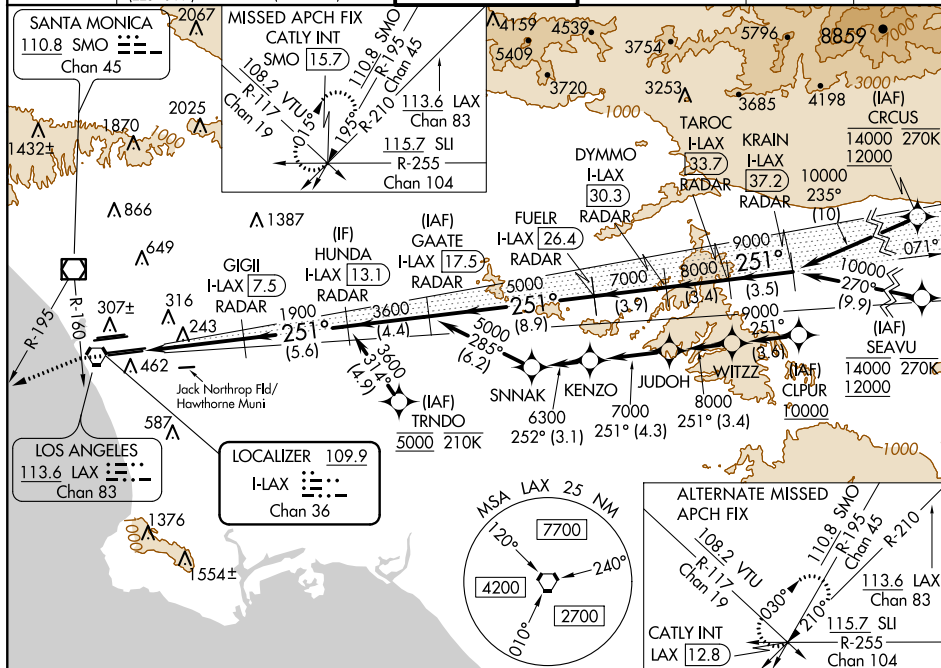 SANTA MONICA
110.8 SMO
Chan 45
2067
MISSED APCH FIX
CATLY INT
SMO 15.7
110.8 SMO
R-195
Chan 45
R-210
108.2 VTU
R-117
Chan 19
015°
195°
113.6 LAX
Chan 83
115.7 SLI
R-255
Chan 104
4159
4539
5409
3754
5796
8859
3720
3253
3685
4198
3000
1000
1000
1432±
1870
2025
1000
866
649
1387
TAROC
I-LAX
33.7
RADAR
KRAIN
I-LAX
37.2
RADAR
(IAF)
CRCUS
14000 270K
12000
DYMMO
I-LAX
30.3
RADAR
10000
235°
(10)
FUELR
I-LAX 26.4
RADAR
(IAF)
GAATE
I-LAX 17.5
RADAR
(IF)
HUNDA
I-LAX 13.1
RADAR
GIGII
I-LAX 7.5
RADAR
1900
251°
(5.6)
3600
(4.4)
5000
251°
(8.9)
7000
(3.9)
8000
(3.4)
9000
251°
(3.5)
071°
10000
270°
(9.9)
9000
251°
(3.6)
R-195
R-160
307±
316
243
462
Jack Northrop Fld/
Hawthorne Muni
587
3600
314°
(4.9)
5000
285°
(6.2)
(IAF)
TRNDO
5000 210K
SNNAK
KENZO
JUDOH
WITZZ
(IAF)
CLPUR
10000
(IAF)
SEAVU
14000 270K
12000
6300
252° (3.1)
7000
251° (4.3)
8000
251° (3.4)
LOS ANGELES
113.6 LAX
Chan 83
LOCALIZER 109.9
I-LAX
Chan 36
1000
1376
1554±
1000
MSA LAX 25 NM
120°
7700
240°
4200
2700
010°
ALTERNATE MISSED
APCH FIX
110.8 SMO
R-195
Chan 45
R-210
108.2 VTU
R-117
Chan 19
030°
210°
113.6 LAX
Chan 83
CATLY INT
LAX 12.8
115.7 SLI
R-255
Chan 104